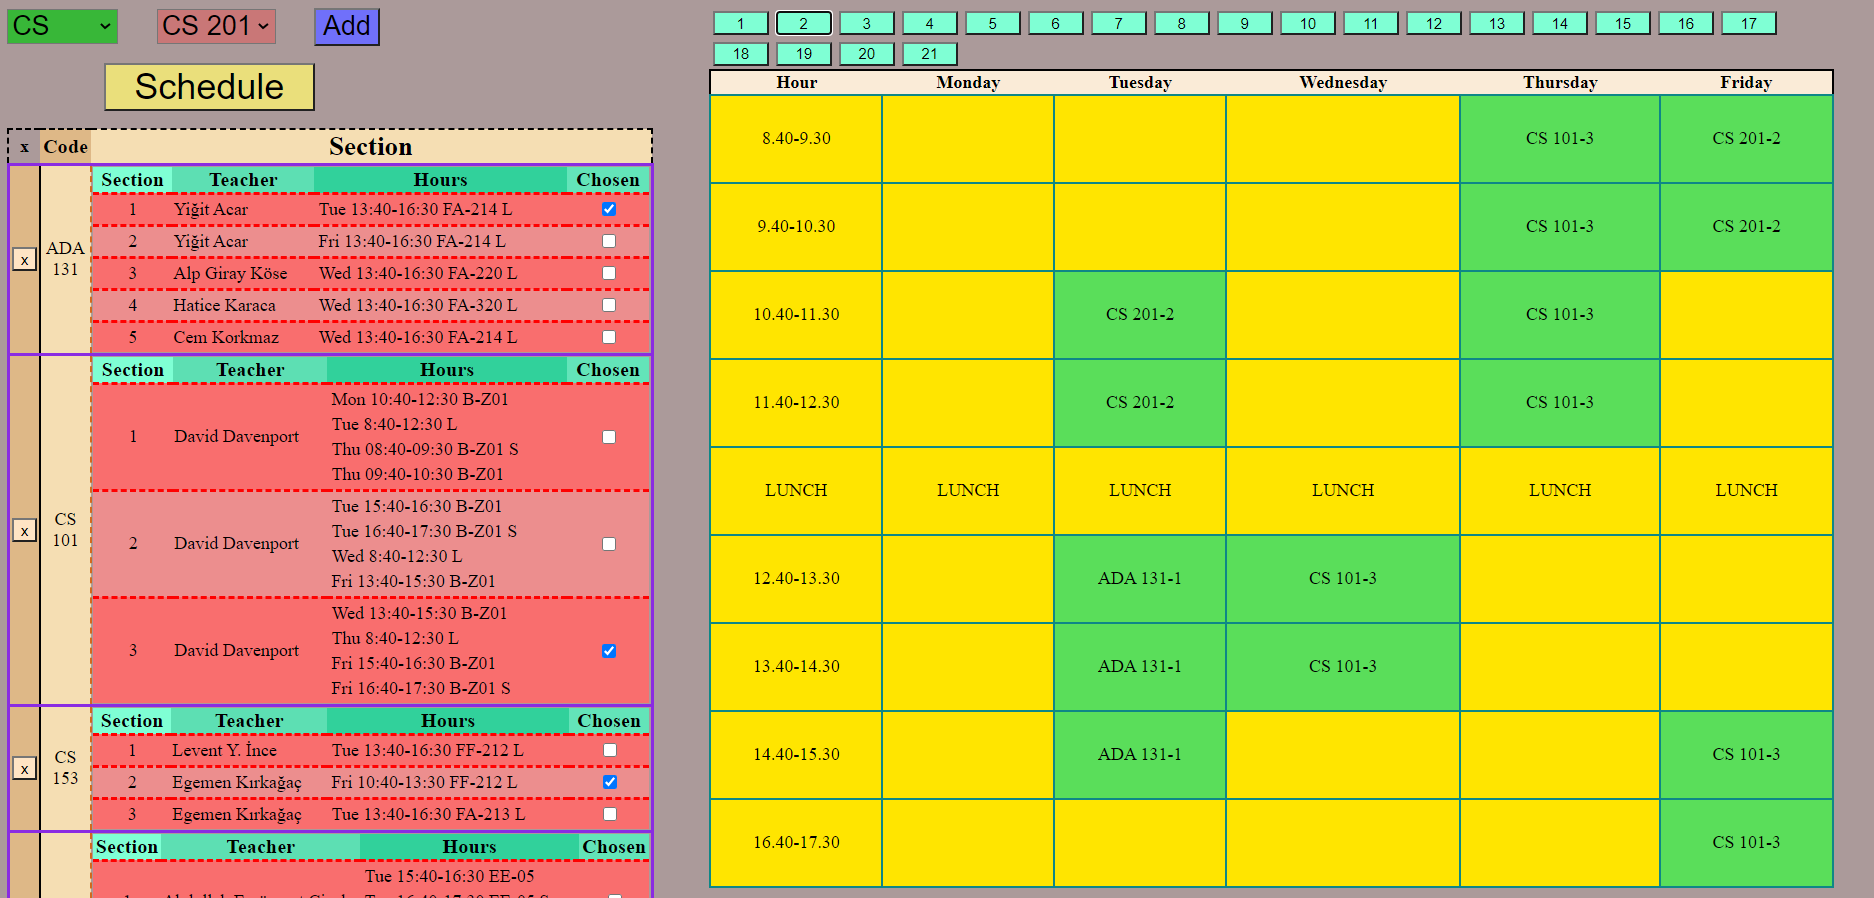 CS
CS 201
Add
Schedule
x Code Section
x
ADA
131
Section Teacher Hours Chosen
1 Yiğit Acar Tue 13:40-16:30 FA-214 L
2 Yiğit Acar Fri 13:40-16:30 FA-214 L
3 Alp Giray Köse Wed 13:40-16:30 FA-220 L
4 Hatice Karaca Wed 13:40-16:30 FA-320 L
5 Cem Korkmaz Wed 13:40-16:30 FA-214 L
x
CS
101
Section Teacher Hours Chosen
1 David Davenport
Mon 10:40-12:30 B-Z01
Tue 8:40-12:30 L
Thu 08:40-09:30 B-Z01 S
Thu 09:40-10:30 B-Z01
2 David Davenport
Tue 15:40-16:30 B-Z01
Tue 16:40-17:30 B-Z01 S
Wed 8:40-12:30 L
Fri 13:40-15:30 B-Z01
3 David Davenport
Wed 13:40-15:30 B-Z01
Thu 8:40-12:30 L
Fri 15:40-16:30 B-Z01
Fri 16:40-17:30 B-Z01 S
x
CS
153
Section Teacher Hours Chosen
1 Levent Y. İnce Tue 13:40-16:30 FF-212 L
2 Egemen Kırkağaç Fri 10:40-13:30 FF-212 L
3 Egemen Kırkağaç Tue 13:40-16:30 FA-213 L
Section Teacher Hours Chosen
Tue 15:40-16:30 EE-05
1 2 3 4 5 6 7 8 9 10 11 12 13 14 15 16 17
18 19 20 21
Hour Monday Tuesday Wednesday Thursday Friday
8.40-9.30 CS 101-3 CS 201-2
9.40-10.30 CS 101-3 CS 201-2
10.40-11.30 CS 201-2 CS 101-3
11.40-12.30 CS 201-2 CS 101-3
LUNCH LUNCH LUNCH LUNCH LUNCH LUNCH
12.40-13.30 ADA 131-1 CS 101-3
13.40-14.30 ADA 131-1 CS 101-3
14.40-15.30 ADA 131-1 CS 101-3
16.40-17.30 CS 101-3